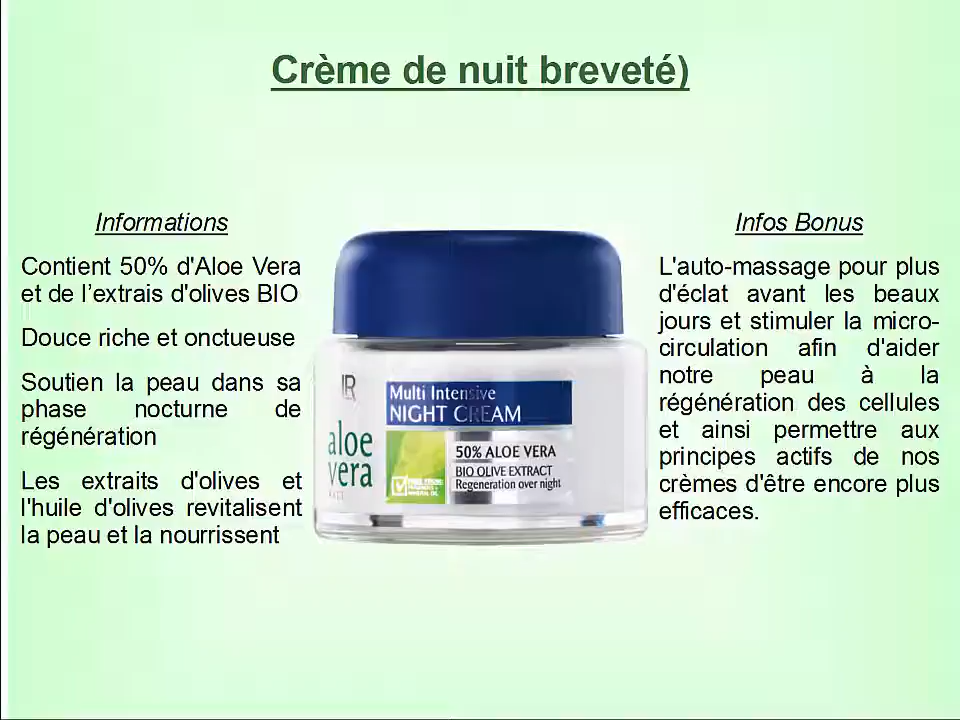 Crème de nuit breveté)
Informations
Contient 50% d'Aloe Vera
et de l’extrais d'olives BIO
Douce riche et onctueuse
Soutien la peau dans sa
phase nocturne de
régénération
Les extraits d'olives et
l'huile d'olives revitalisent
la peau et la nourrissent
LR
Multi Intensive
NIGHT CREAM
aloe
vera
50% ALOE VERA
BIO OLIVE EXTRACT
Regeneration over night
MINERAL OIL
Infos Bonus
L'auto-massage pour plus
d'éclat avant les beaux
jours et stimuler la micro-
circulation afin d'aider
notre peau à la
régénération des cellules
et ainsi permettre aux
principes actifs de nos
crèmes d'être encore plus
efficaces.